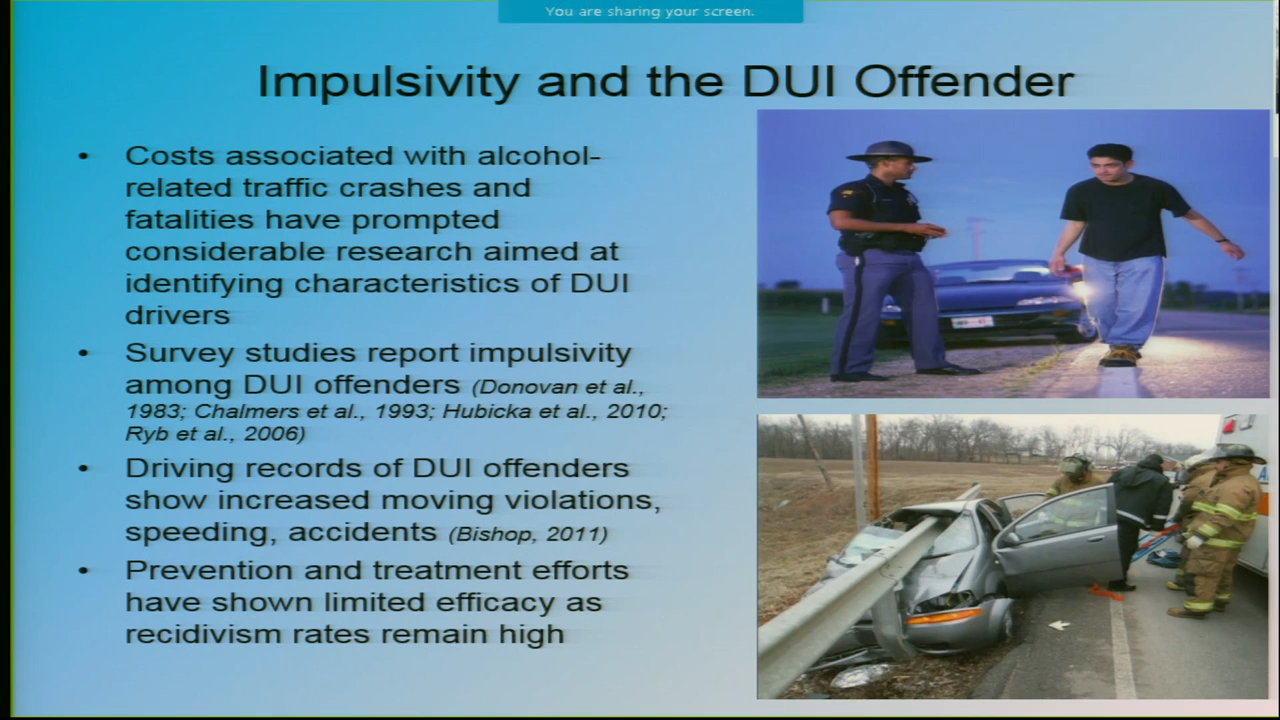 You are sharing your screen.
Impulsivity and the DUI Offender
• Costs associated with alcohol-
related traffic crashes and
fatalities have prompted
considerable research aimed at
identifying characteristics of DUI
drivers
• Survey studies report impulsivity
among DUI offenders (Donovan et al.,
1983; Chalmers et al., 1993; Hubicka et al., 2010;
Ryb et al., 2006)
• Driving records of DUI offenders
show increased moving violations,
speeding, accidents (Bishop, 2011)
• Prevention and treatment efforts
have shown limited efficacy as
recidivism rates remain high